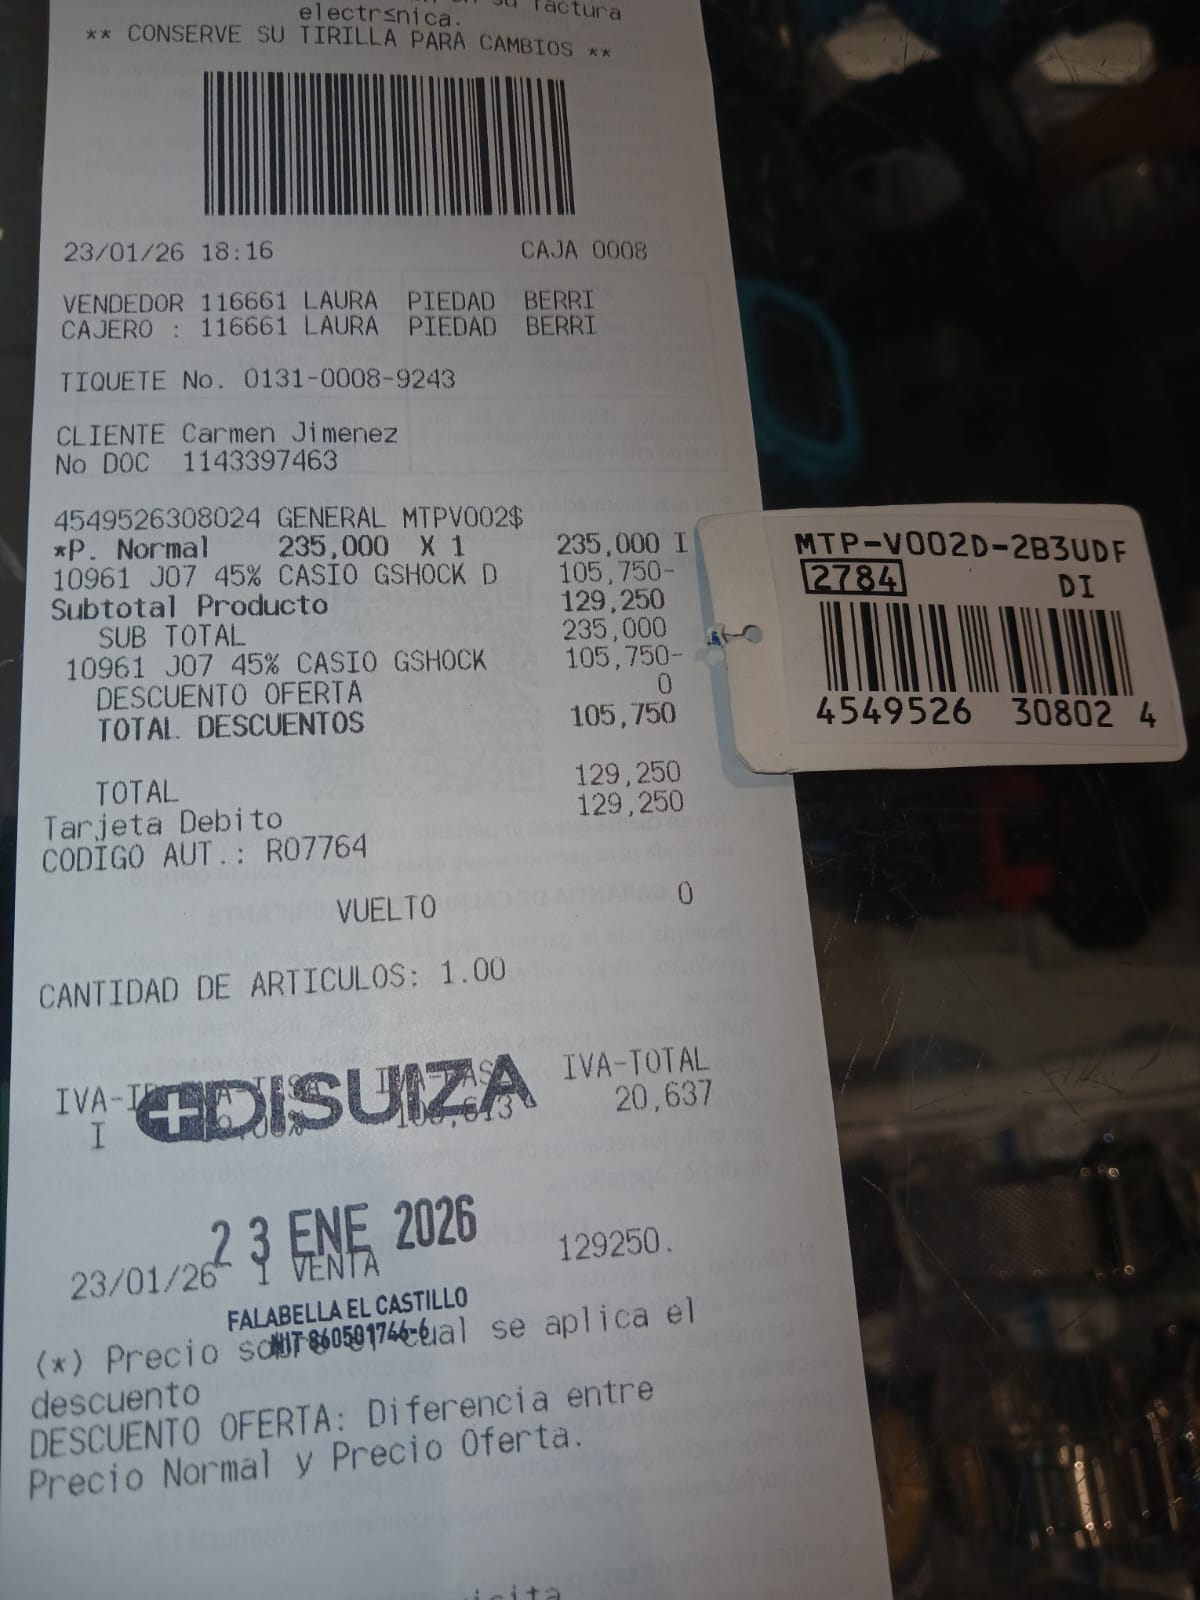 su factura
electrsnica.
** CONSERVE SU TIRILLA PARA CAMBIOS **
23/01/26 18:16 CAJA 0008
VENDEDOR 116661 LAURA PIEDAD BERRI
CAJERO : 116661 LAURA PIEDAD BERRI
TIQUETE No. 0131-0008-9243
CLIENTE Carmen Jimenez
No DOC 1143397463
4549526308024 GENERAL MTPV002$
*P. Normal 235,000 X 1 235,000 I
10961 J07 45% CASIO GSHOCK D 105,750-
Subtotal Producto 129,250
SUB TOTAL 235,000
10961 J07 45% CASIO GSHOCK 105,750-
DESCUENTO OFERTA 0
TOTAL DESCUENTOS 105,750
TOTAL 129,250
Tarjeta Debito 129,250
CODIGO AUT.: R07764
VUELTO 0
CANTIDAD DE ARTICULOS: 1.00
IVA-TOTAL
I 20,637
DISUIZA
23 ENE 2026
23/01/26 1 VENTA 129250.
FALABELLA EL CASTILLO
NIT 860501746-6
(*) Precio se aplica el
descuento
DESCUENTO OFERTA: Diferencia entre
Precio Normal y Precio Oferta.
MTP-V002D-2B3UDF
2784 DI
4549526 30802 4